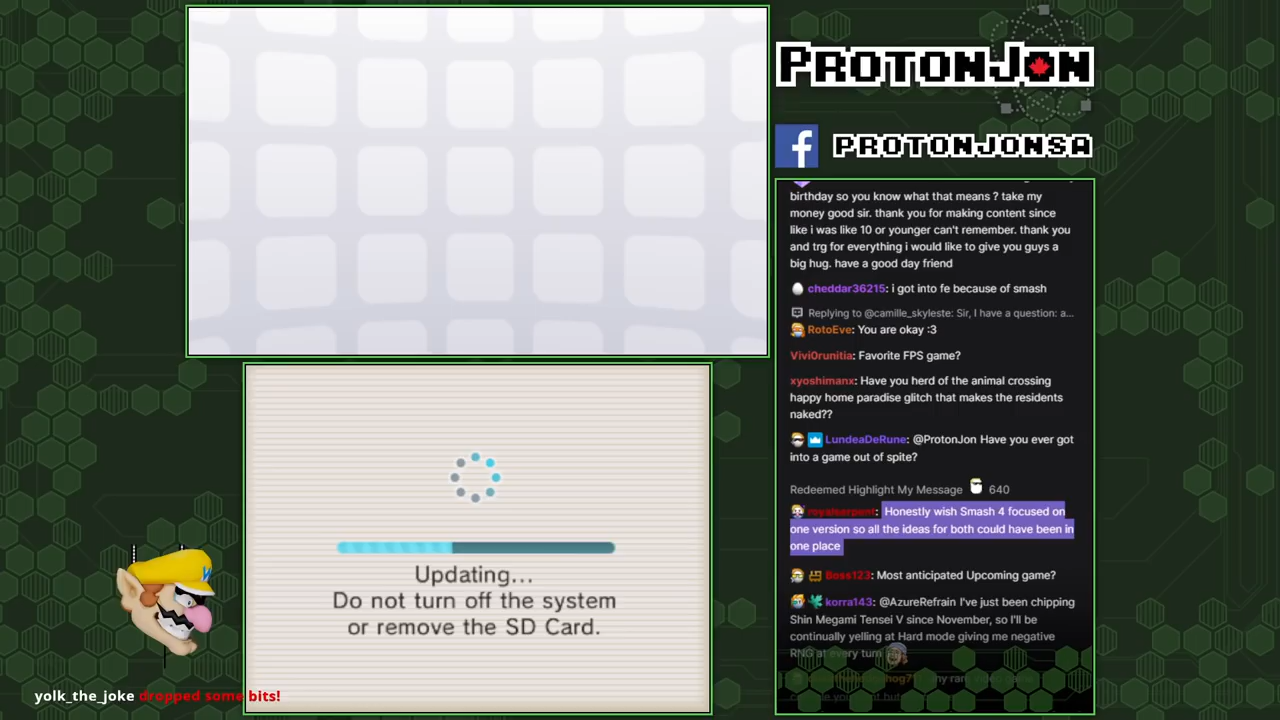 PROTONJON
PROTONJONSA
birthday so you know what that means ? take my
money good sir. thank you for making content since
like i was like 10 or younger can't remember. thank you
and trg for everything i would like to give you guys a
big hug. have a good day friend
cheddar36215: i got into fe because of smash
Replying to @camille_skyleste: Sir, I have a question: a...
RotoEve: You are okay :3
Vivi0runitia: Favorite FPS game?
xyoshimanx: Have you herd of the animal crossing
happy home paradise glitch that makes the residents
naked??
LundeaDeRune: @ProtonJon Have you ever got
into a game out of spite?
Redeemed Highlight My Message 640
royalserpent: Honestly wish Smash 4 focused on
one version so all the ideas for both could have been in
one place
Boss123: Most anticipated Upcoming game?
korra143: @AzureRefrain I've just been chipping
Shin Megami Tensei V since November, so I'll be
continually yelling at Hard mode giving me negative
RNG at every turn
any rare video game
Updating...
Do not turn off the system
or remove the SD Card.
yolk_the_joke dropped some bits!